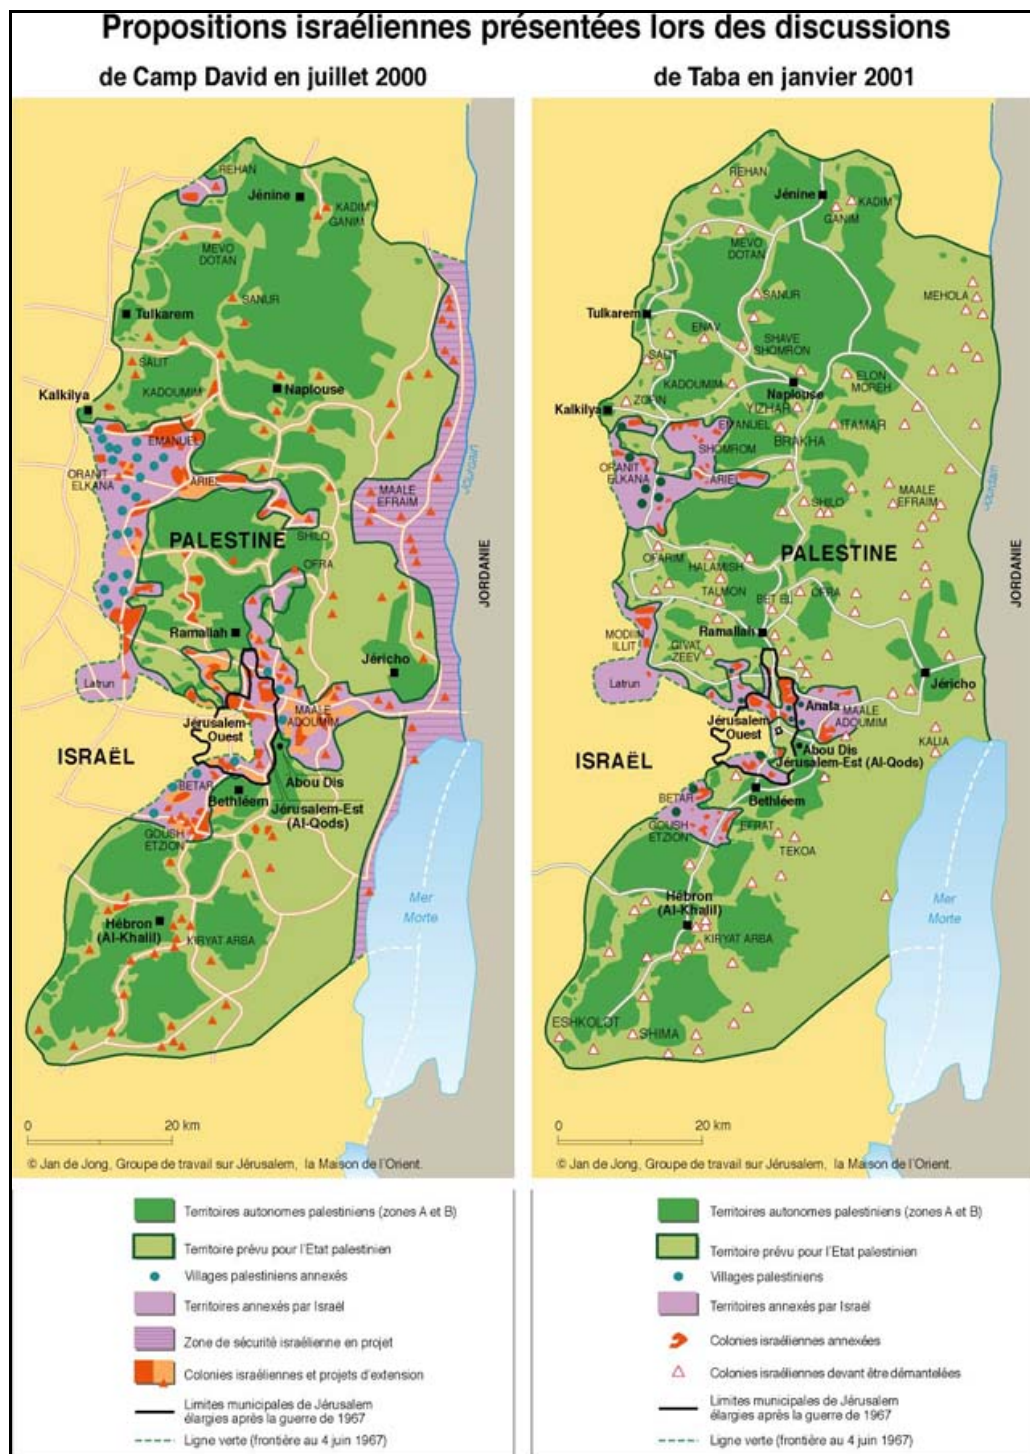 Propositions israéliennes présentées lors des discussions
de Camp David en juillet 2000
REHAN
Jénine
KADIM
GANIM
MEVO
DOTAN
SANUR
Tulkarem
SALIT
KADOUMIM
Naplouse
Kalkilya
EMANUEL
ORANIT
ELKANA
ARIEL
MAALE
EFRAIM
Jourdain
SHILO
PALESTINE
OFRA
JORDANIE
Ramallah
Jéricho
Latrun
MAALE
ADOUMIM
Jérusalem-
Ouest
ISRAËL
BETAR
Abou Dis
Bethléem
Jérusalem-Est
(Al-Qods)
GOUSH
ETZION
Mer
Morte
Hébron
(Al-Khalil)
KIRYAT ARBA
0 20 km
© Jan de Jong, Groupe de travail sur Jérusalem, la Maison de l'Orient.
Territoires autonomes palestiniens (zones A et B)
Territoire prévu pour l'Etat palestinien
Villages palestiniens annexés
Territoires annexés par Israël
Zone de sécurité israélienne en projet
Colonies israéliennes et projets d'extension
Limites municipales de Jérusalem
élargies après la guerre de 1967
Ligne verte (frontière au 4 juin 1967)
de Taba en janvier 2001
REHAN
Jénine
KADIM
GANIM
MEVO
DOTAN
SANUR
MEHOLA
Tulkarem
ENAV
SHAVE
SHOMRON
SALIT
ELON
MOREH
KADOUMIM
Naplouse
ZOFIN
Kalkilya
YIZHAR
EMANUEL
ITAMAR
BRAKHA
SHOMROM
ORANIT
ELKANA
ARIEL
MAALE
EFRAIM
SHILO
Jourdain
OFARIM
PALESTINE
HALAMISH
TALMON
BET EL
OFRA
JORDANIE
MODIIN
ILLIT
Ramallah
GIVAT
ZEEV
Latrun
Jéricho
Anata
MAALE
ADOUMIM
Jérusalem
Ouest
KALIA
Abou Dis
ISRAËL
Jérusalem-Est (Al-Qods)
BETAR
Bethléem
GOUSH
ETZION
EFRAT
TEKOA
Hébron
(Al-Khalil)
Mer
Morte
KIRYAT ARBA
ESHKOLOT
SHIMA
0 20 km
© Jan de Jong, Groupe de travail sur Jérusalem, la Maison de l'Orient.
Territoires autonomes palestiniens (zones A et B)
Territoire prévu pour l'Etat palestinien
Villages palestiniens
Territoires annexés par Israël
Colonies israéliennes annexées
Colonies israéliennes devant être démantelées
Limites municipales de Jérusalem
élargies après la guerre de 1967
Ligne verte (frontière au 4 juin 1967)